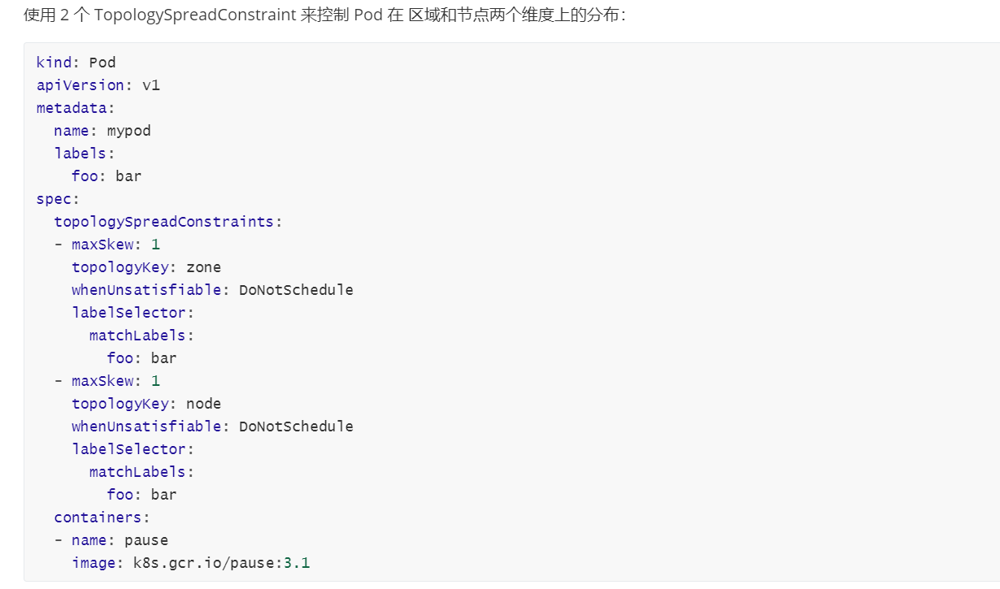 使用 2 个 TopologySpreadConstraint 来控制 Pod 在 区域和节点两个维度上的分布：
kind: Pod
apiVersion: v1
metadata:
  name: mypod
  labels:
    foo: bar
spec:
  topologySpreadConstraints:
  - maxSkew: 1
    topologyKey: zone
    whenUnsatisfiable: DoNotSchedule
    labelSelector:
      matchLabels:
        foo: bar
  - maxSkew: 1
    topologyKey: node
    whenUnsatisfiable: DoNotSchedule
    labelSelector:
      matchLabels:
        foo: bar
  containers:
  - name: pause
    image: k8s.gcr.io/pause:3.1